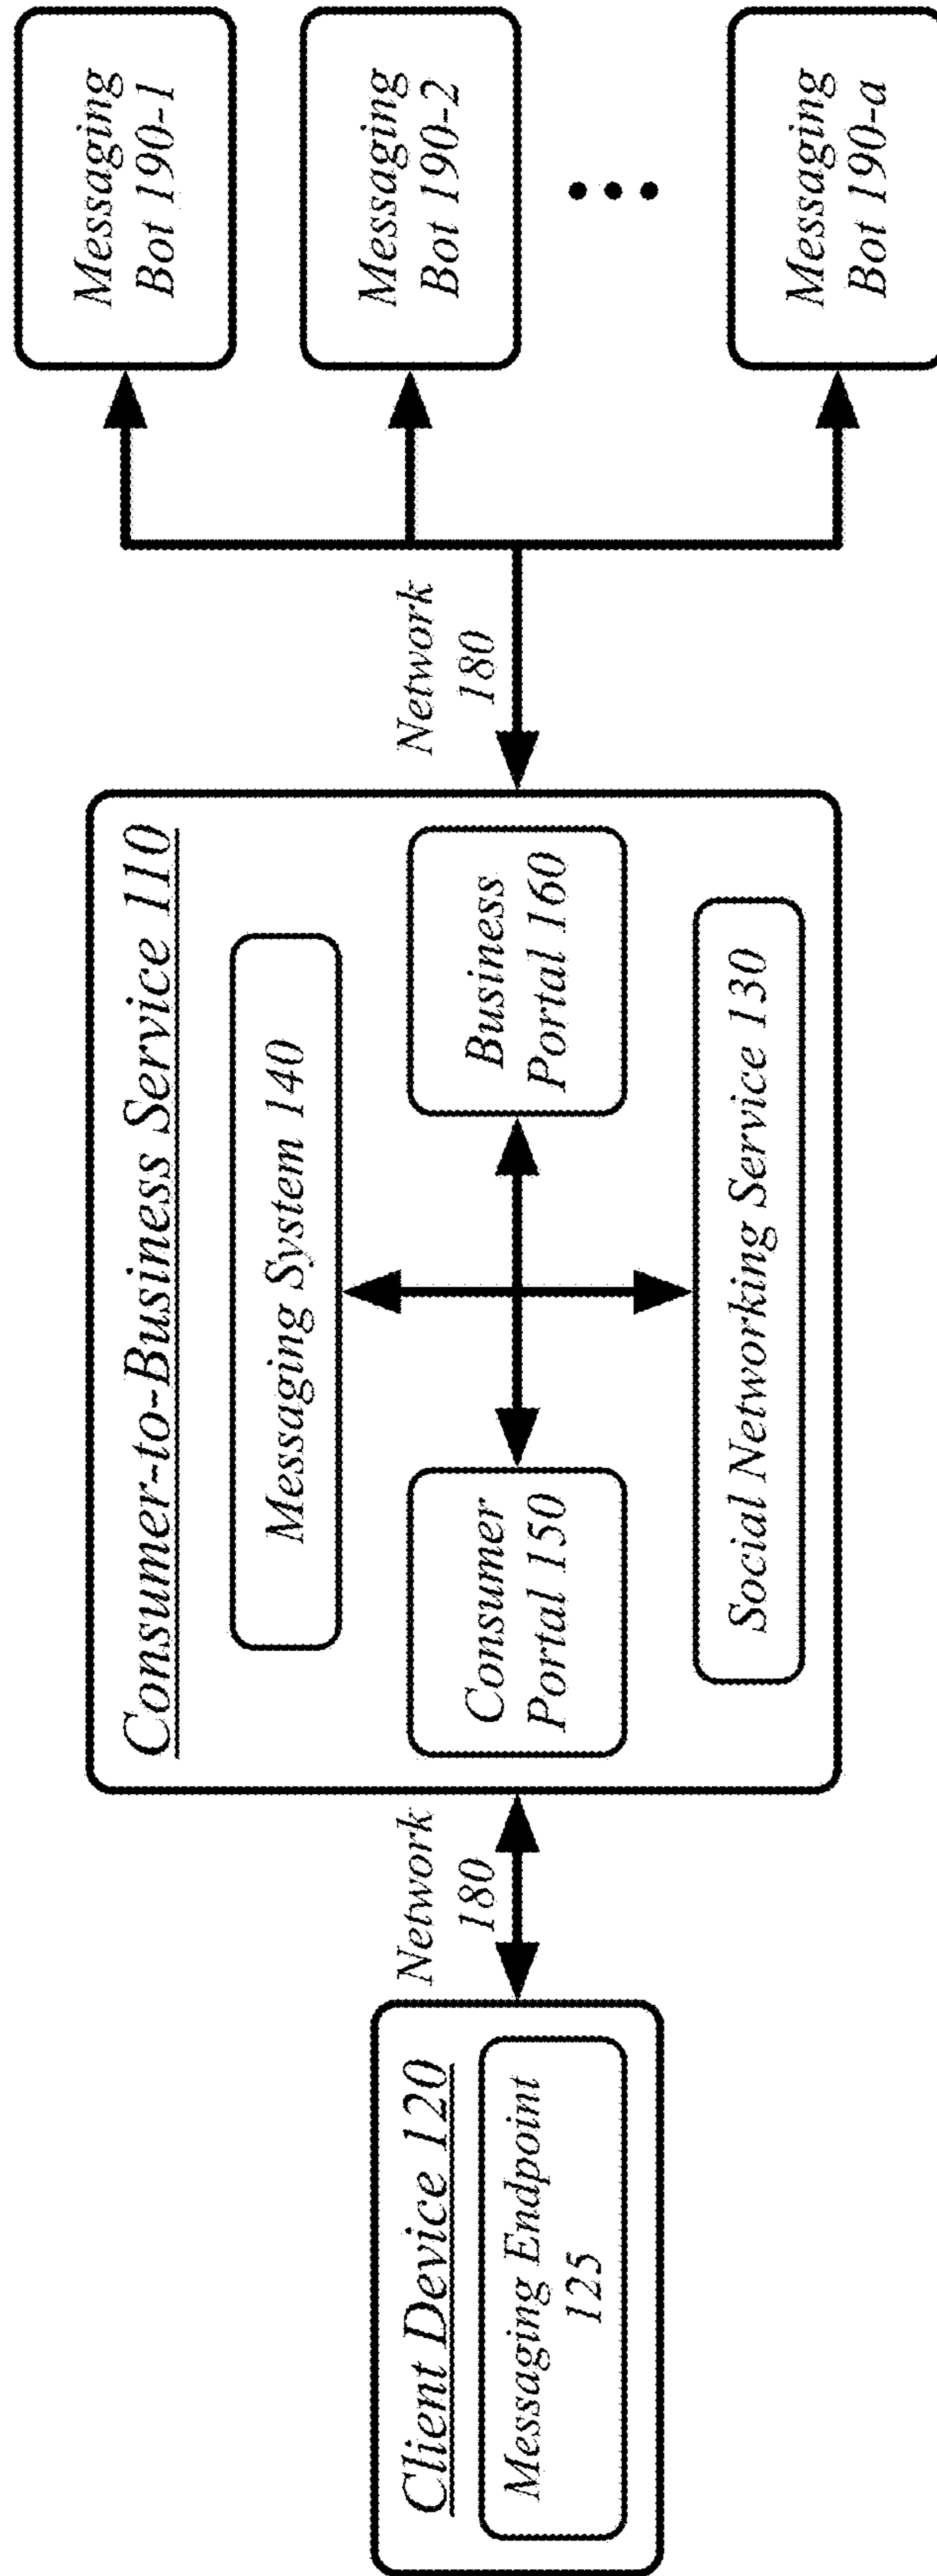 Client Device 120
Messaging Endpoint
125
Network
180
Consumer-to-Business Service 110
Messaging System 140
Consumer
Portal 150
Business
Portal 160
Social Networking Service 130
Network
180
Messaging
Bot 190-1
Messaging
Bot 190-2
Messaging
Bot 190-a